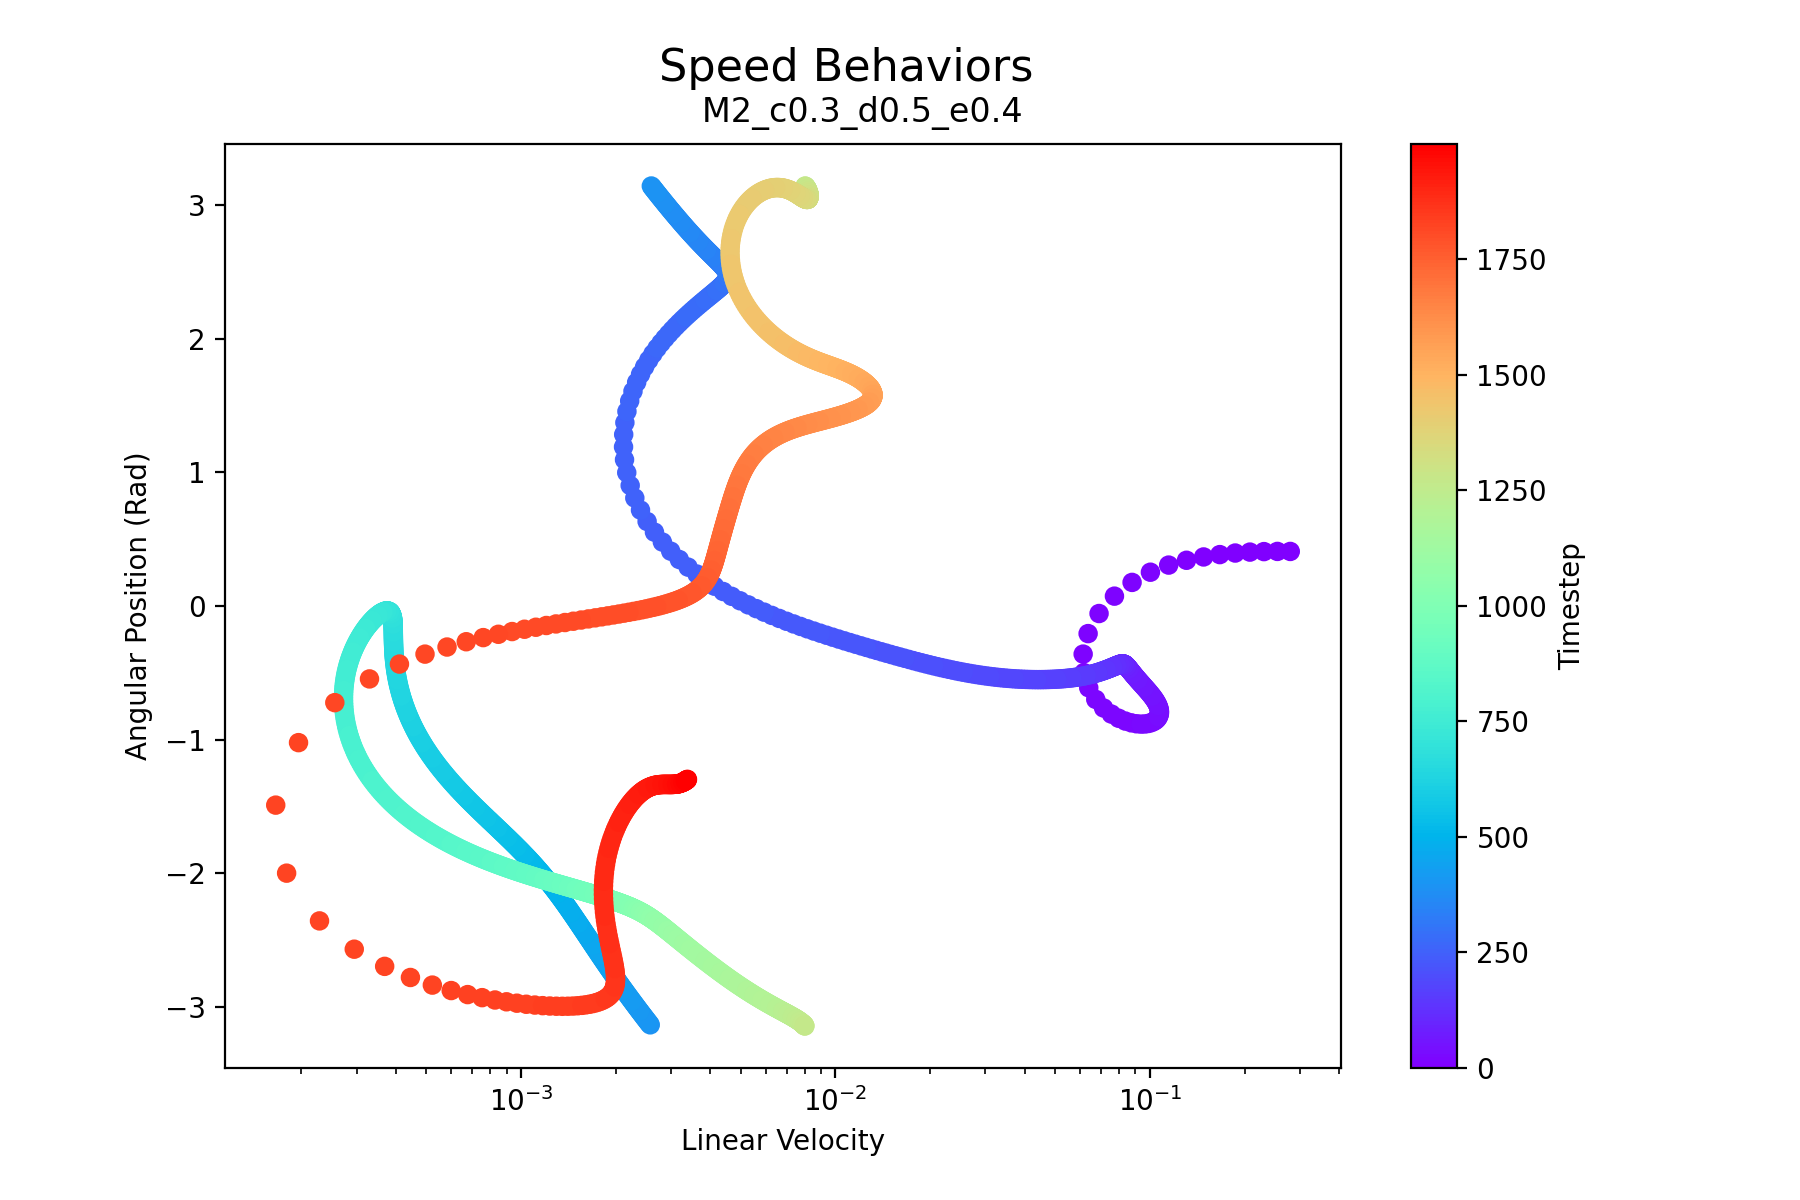 Speed Behaviors
M2_c0.3_d0.5_e0.4
Angular Position (Rad)
3
2
1
0
−1
−2
−3
10⁻³ 10⁻² 10⁻¹
Linear Velocity
1750
1500
1250
1000
750
500
250
0
Timestep